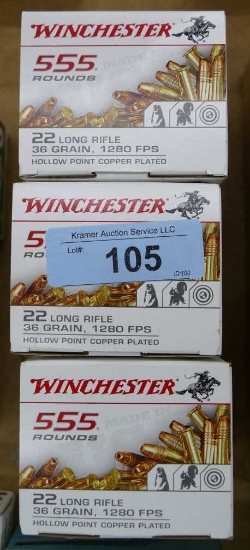 WINCHESTER
555
ROUNDS
22 LONG RIFLE
36 GRAIN, 1280 FPS
HOLLOW POINT COPPER PLATED
WINCHESTER
Kramer Auction Service LLC
Lot#:
105
555
22 LONG RIFLE
36 GRAIN, 1280 FPS
HOLLOW POINT COPPER PLATED
WINCHESTER
555
ROUNDS
22 LONG RIFLE
36 GRAIN, 1280 FPS
HOLLOW POINT COPPER PLATED